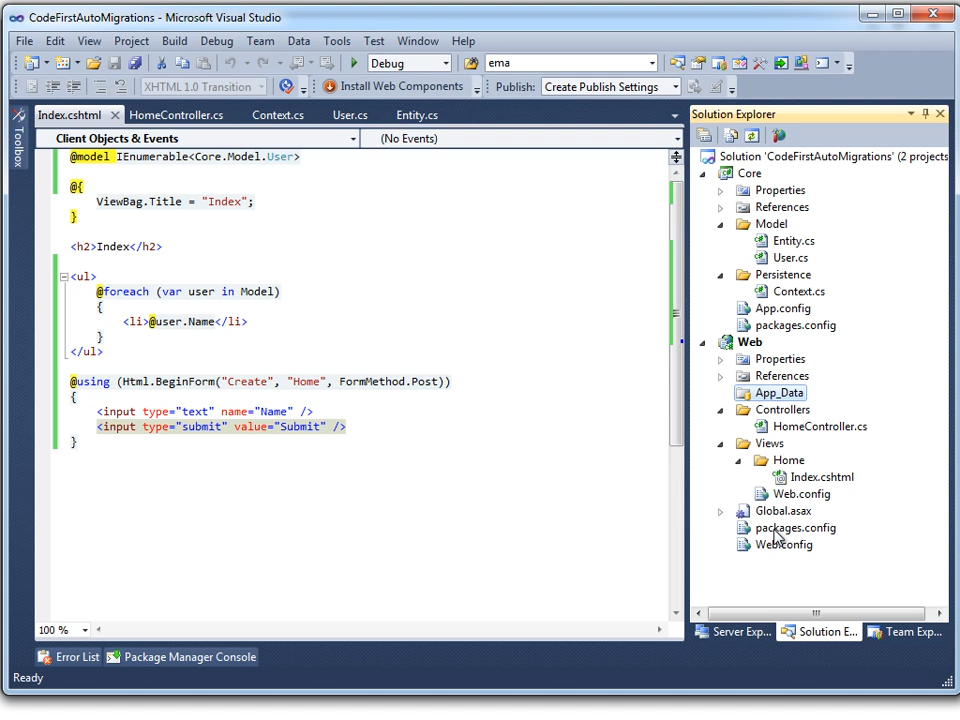 CodeFirstAutoMigrations - Microsoft Visual Studio
File Edit View Project Build Debug Team Data Tools Test Window Help
Debug ema
XHTML 1.0 Transition Install Web Components Publish: Create Publish Settings
Toolbox
Index.cshtml HomeController.cs Context.cs User.cs Entity.cs
Client Objects & Events (No Events)
@model IEnumerable<Core.Model.User>
@{
ViewBag.Title = "Index";
}
<h2>Index</h2>
<ul>
@foreach (var user in Model)
{
<li>@user.Name</li>
}
</ul>
@using (Html.BeginForm("Create", "Home", FormMethod.Post))
{
<input type="text" name="Name" />
<input type="submit" value="Submit" />
}
100 %
Solution Explorer
Solution 'CodeFirstAutoMigrations' (2 projects
Core
Properties
References
Model
Entity.cs
User.cs
Persistence
Context.cs
App.config
packages.config
Web
Properties
References
App_Data
Controllers
HomeController.cs
Views
Home
Index.cshtml
Web.config
Global.asax
packages.config
Web.config
Server Exp... Solution E... Team Exp...
Error List Package Manager Console
Ready